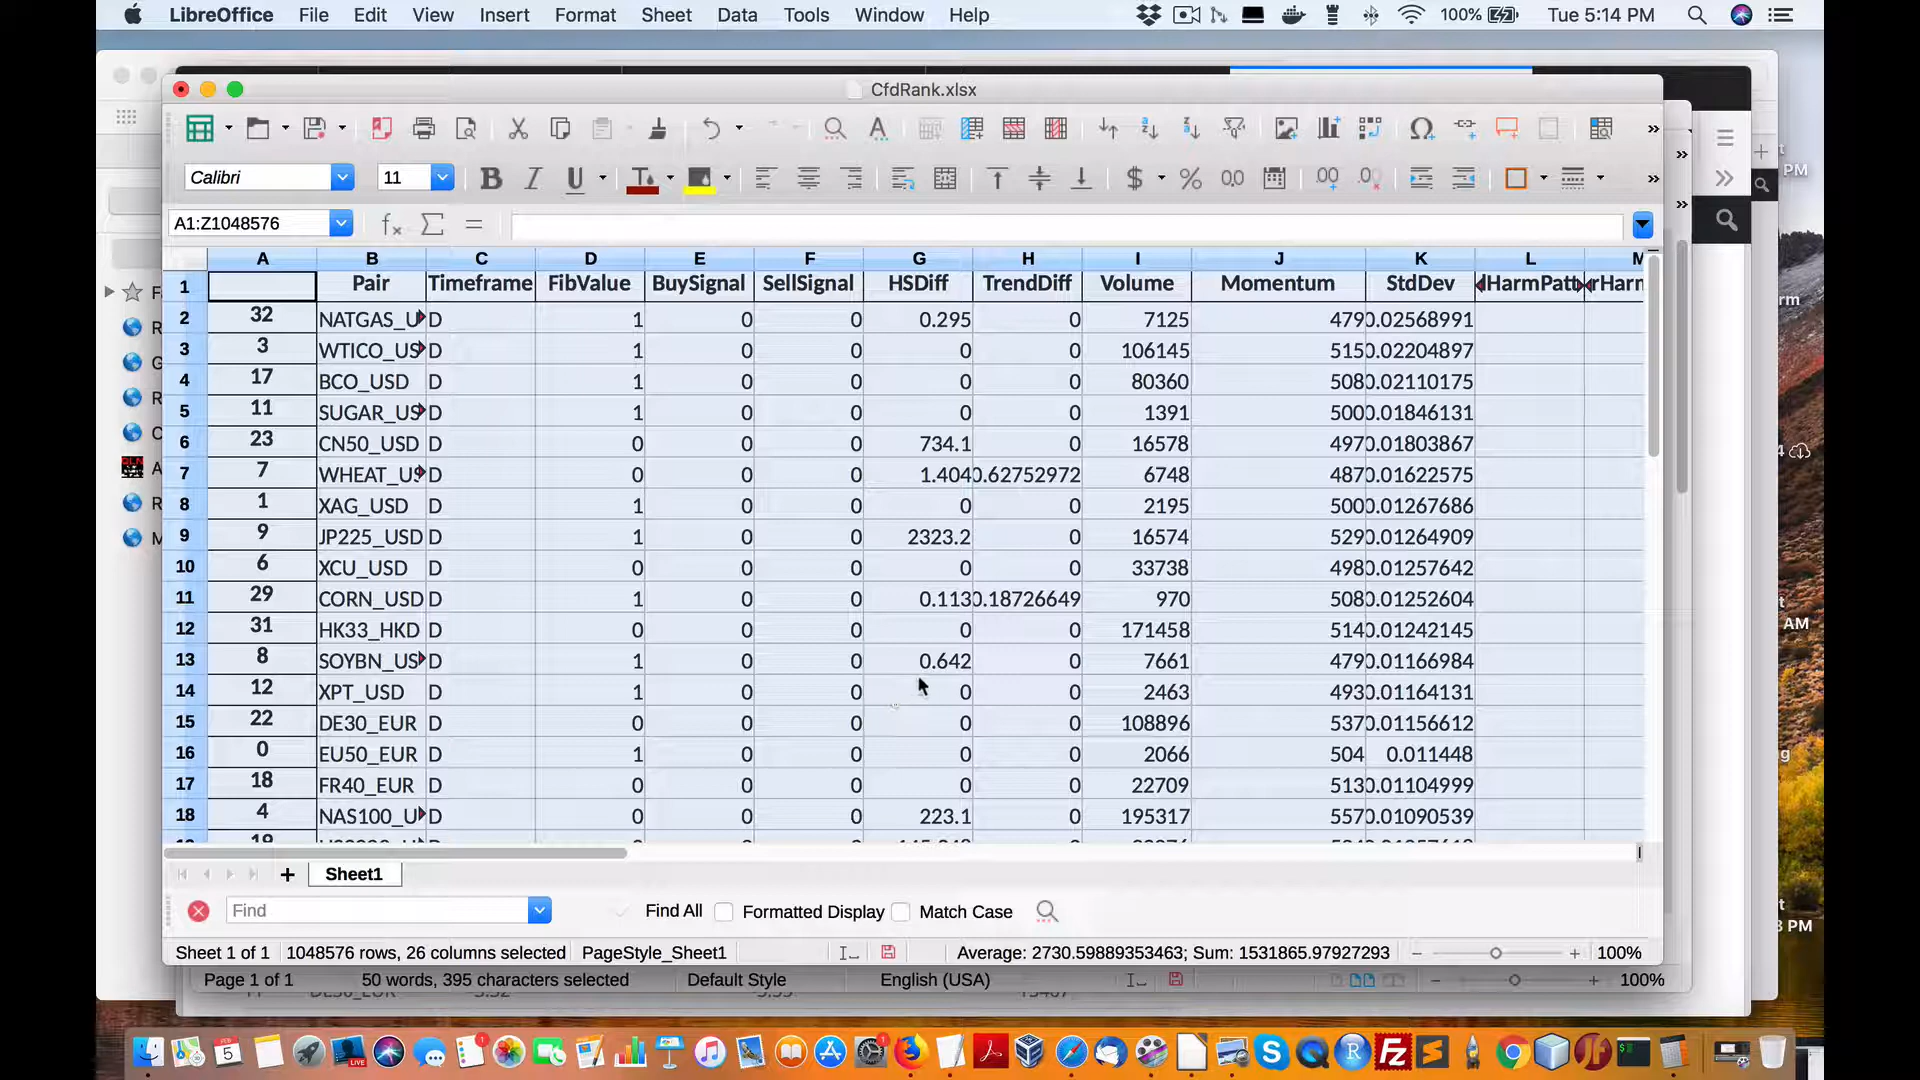 LibreOffice File Edit View Insert Format Sheet Data Tools Window Help 100% Tue 5:14 PM
CfdRank.xlsx
Calibri 11
A1:Z1048576
A B C D E F G H I J K L M
1 Pair Timeframe FibValue BuySignal SellSignal HSDiff TrendDiff Volume Momentum StdDev
2 32 NATGAS_U D 1 0 0 0.295 0 7125 479 0.02568991
3 3 WTICO_US D 1 0 0 0 0 106145 515 0.02204897
4 17 BCO_USD D 1 0 0 0 0 80360 508 0.02110175
5 11 SUGAR_US D 1 0 0 0 0 1391 500 0.01846131
6 23 CN50_USD D 0 0 0 734.1 0 16578 497 0.01803867
7 7 WHEAT_US D 0 0 0 1.404 0.62752972 6748 487 0.01622575
8 1 XAG_USD D 1 0 0 0 0 2195 500 0.01267686
9 9 JP225_USD D 1 0 0 2323.2 0 16574 529 0.01264909
10 6 XCU_USD D 0 0 0 0 0 33738 498 0.01257642
11 29 CORN_USD D 1 0 0 0.113 0.18726649 970 508 0.01252604
12 31 HK33_HKD D 0 0 0 0 0 171458 514 0.01242145
13 8 SOYBN_US D 1 0 0 0.642 0 7661 479 0.01166984
14 12 XPT_USD D 1 0 0 0 0 2463 493 0.01164131
15 22 DE30_EUR D 0 0 0 0 0 108896 537 0.01156612
16 0 EU50_EUR D 1 0 0 0 0 2066 504 0.011448
17 18 FR40_EUR D 0 0 0 0 0 22709 513 0.01104999
18 4 NAS100_U D 0 0 0 223.1 0 195317 557 0.01090539
Sheet1
Find Find All Formatted Display Match Case
Sheet 1 of 1 1048576 rows, 26 columns selected PageStyle_Sheet1 Average: 2730.59889353463; Sum: 1531865.97927293 100%
Page 1 of 1 50 words, 395 characters selected Default Style English (USA) 100%
PM
AM
PM